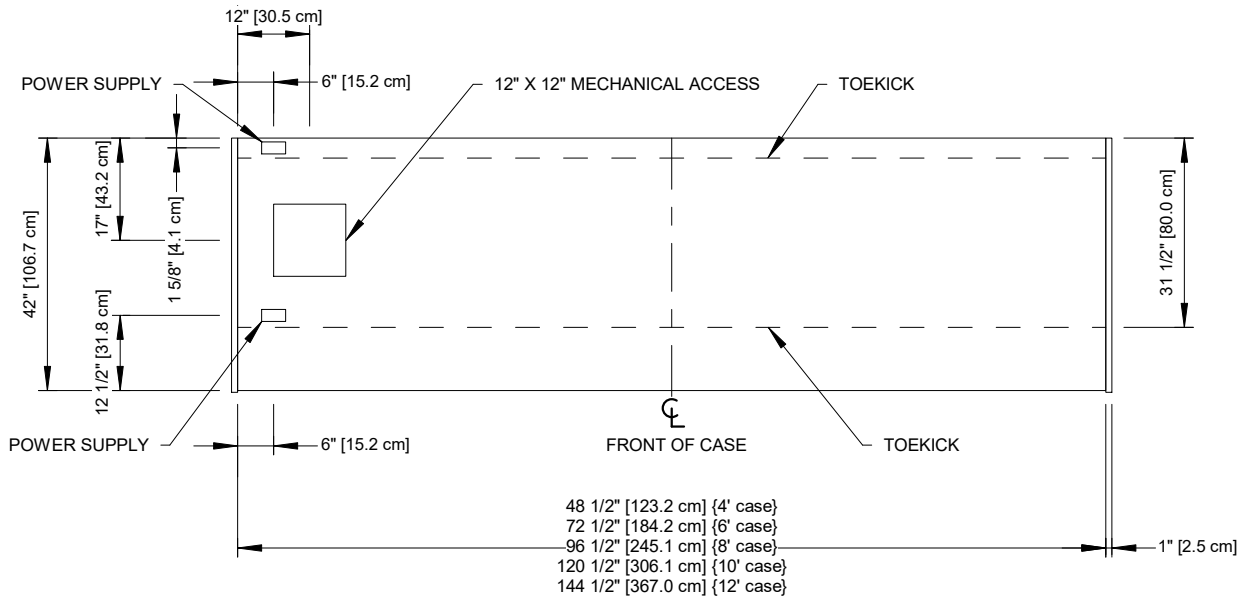 12" [30.5 cm]
POWER SUPPLY
6" [15.2 cm]
12" X 12" MECHANICAL ACCESS
TOEKICK
42" [106.7 cm]
17" [43.2 cm]
1 5/8" [4.1 cm]
12 1/2" [31.8 cm]
31 1/2" [80.0 cm]
POWER SUPPLY
6" [15.2 cm]
℄
FRONT OF CASE
TOEKICK
48 1/2" [123.2 cm] {4' case}
72 1/2" [184.2 cm] {6' case}
96 1/2" [245.1 cm] {8' case}
120 1/2" [306.1 cm] {10' case}
144 1/2" [367.0 cm] {12' case}
1" [2.5 cm]